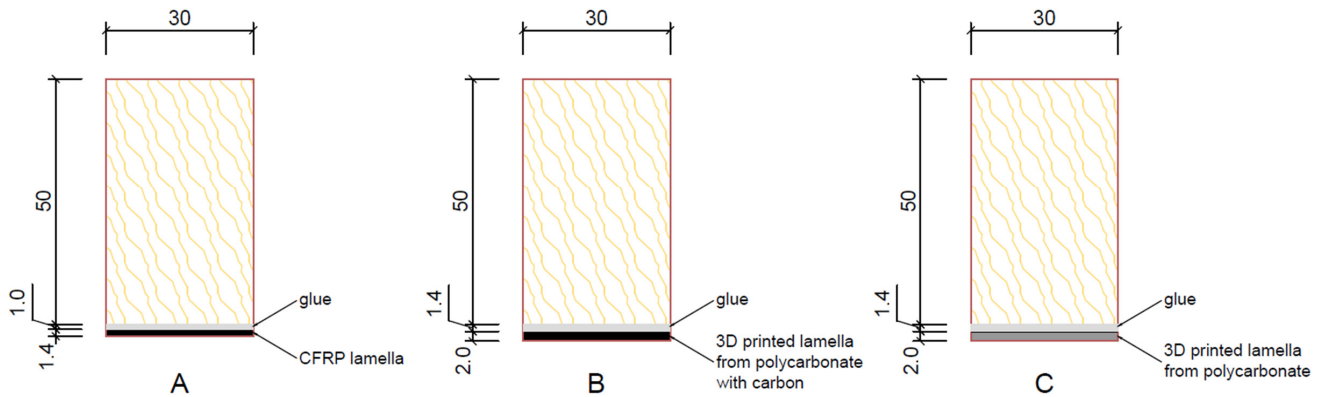 30
50
1.0
1.4
glue
CFRP lamella
A
30
50
1.4
2.0
glue
3D printed lamella
from polycarbonate
with carbon
B
30
50
1.4
2.0
glue
3D printed lamella
from polycarbonate
C